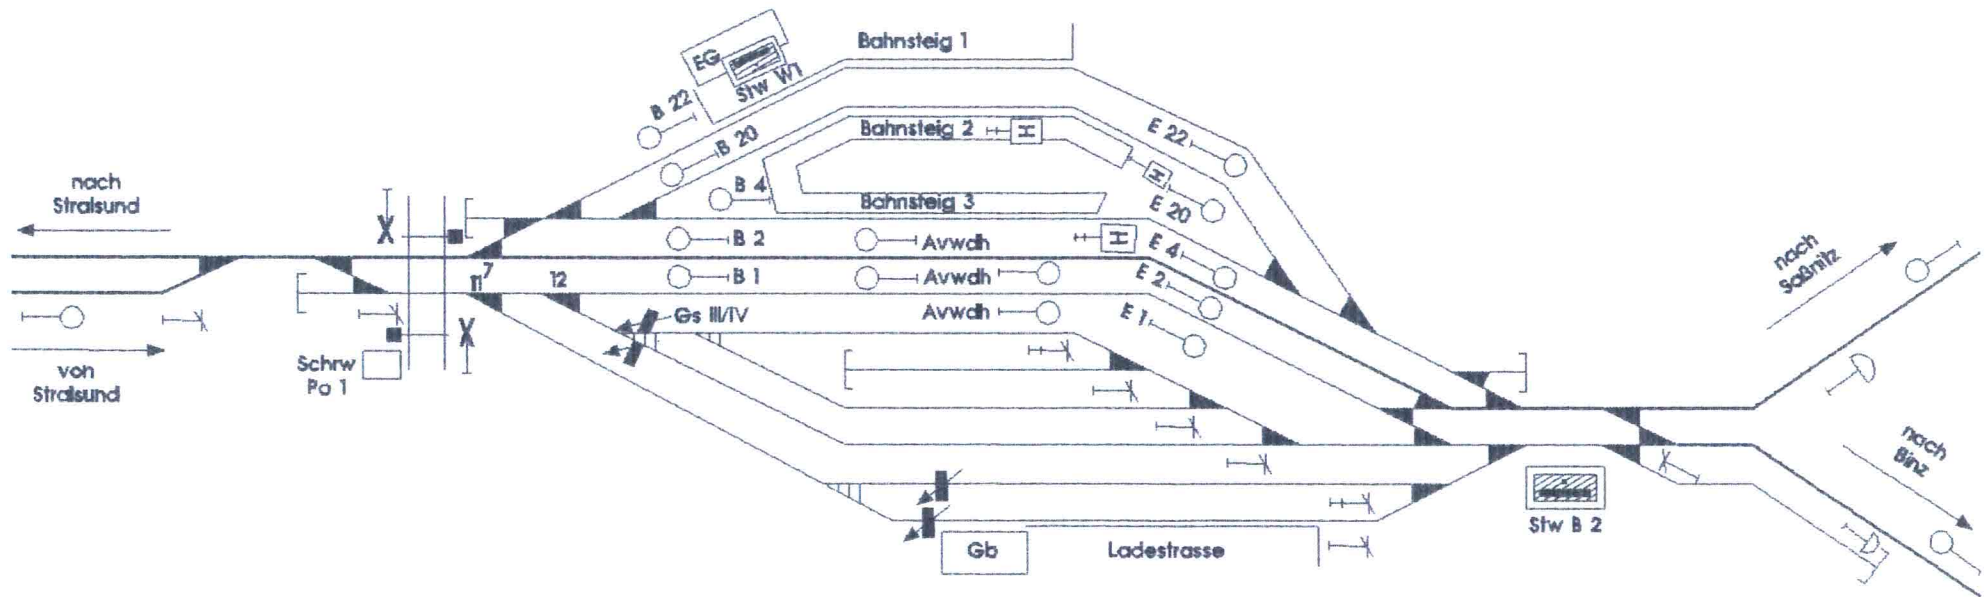 Bahnsteig 1
EG
Stw W1
B 22
B 20
Bahnsteig 2
H
E 22
nach
Stralsund
B 4
H
Bahnsteig 3
E 20
B 2
Avwdh
H
E 4
nach
Saßnitz
7
11
12
B 1
Avwdh
E 2
Gs III/IV
Avwdh
E 1
von
Stralsund
Schrw
Po 1
nach
Binz
Stw B 2
Gb
Ladestrasse